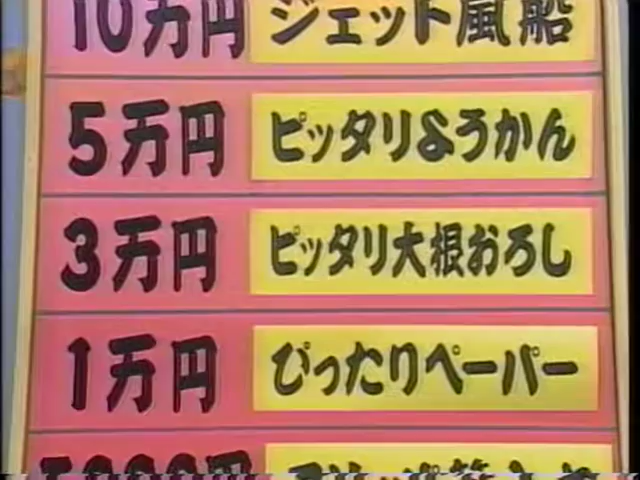 10万円 ジェット風船
5万円 ピッタリようかん
3万円 ピッタリ大根おろし
1万円 ぴったりペーパー